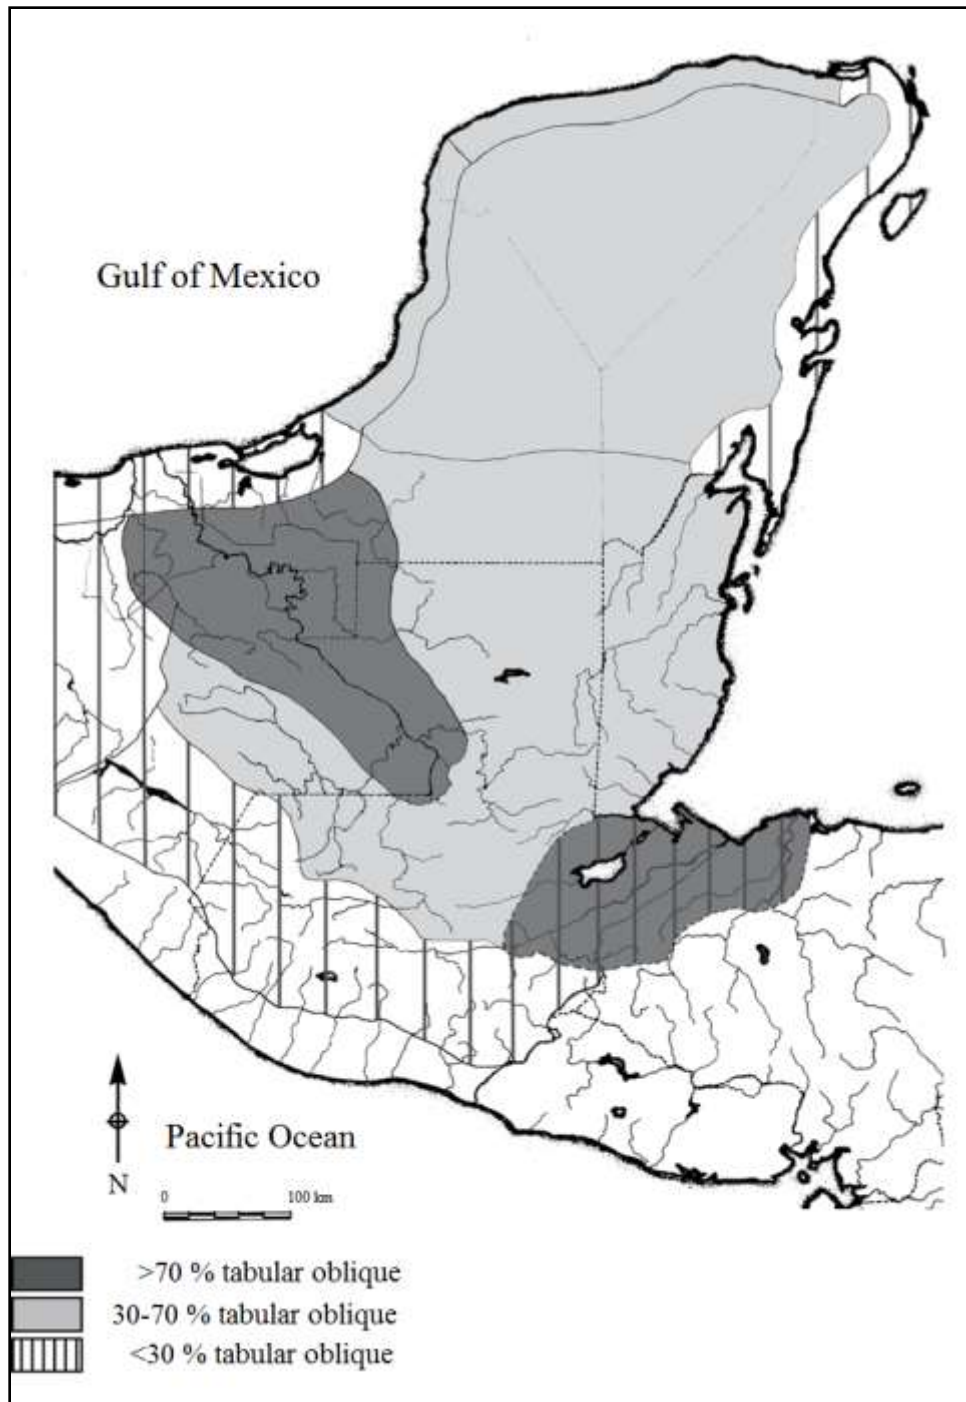 Gulf of Mexico
Pacific Ocean
N
0 100 km
>70 % tabular oblique
30-70 % tabular oblique
<30 % tabular oblique